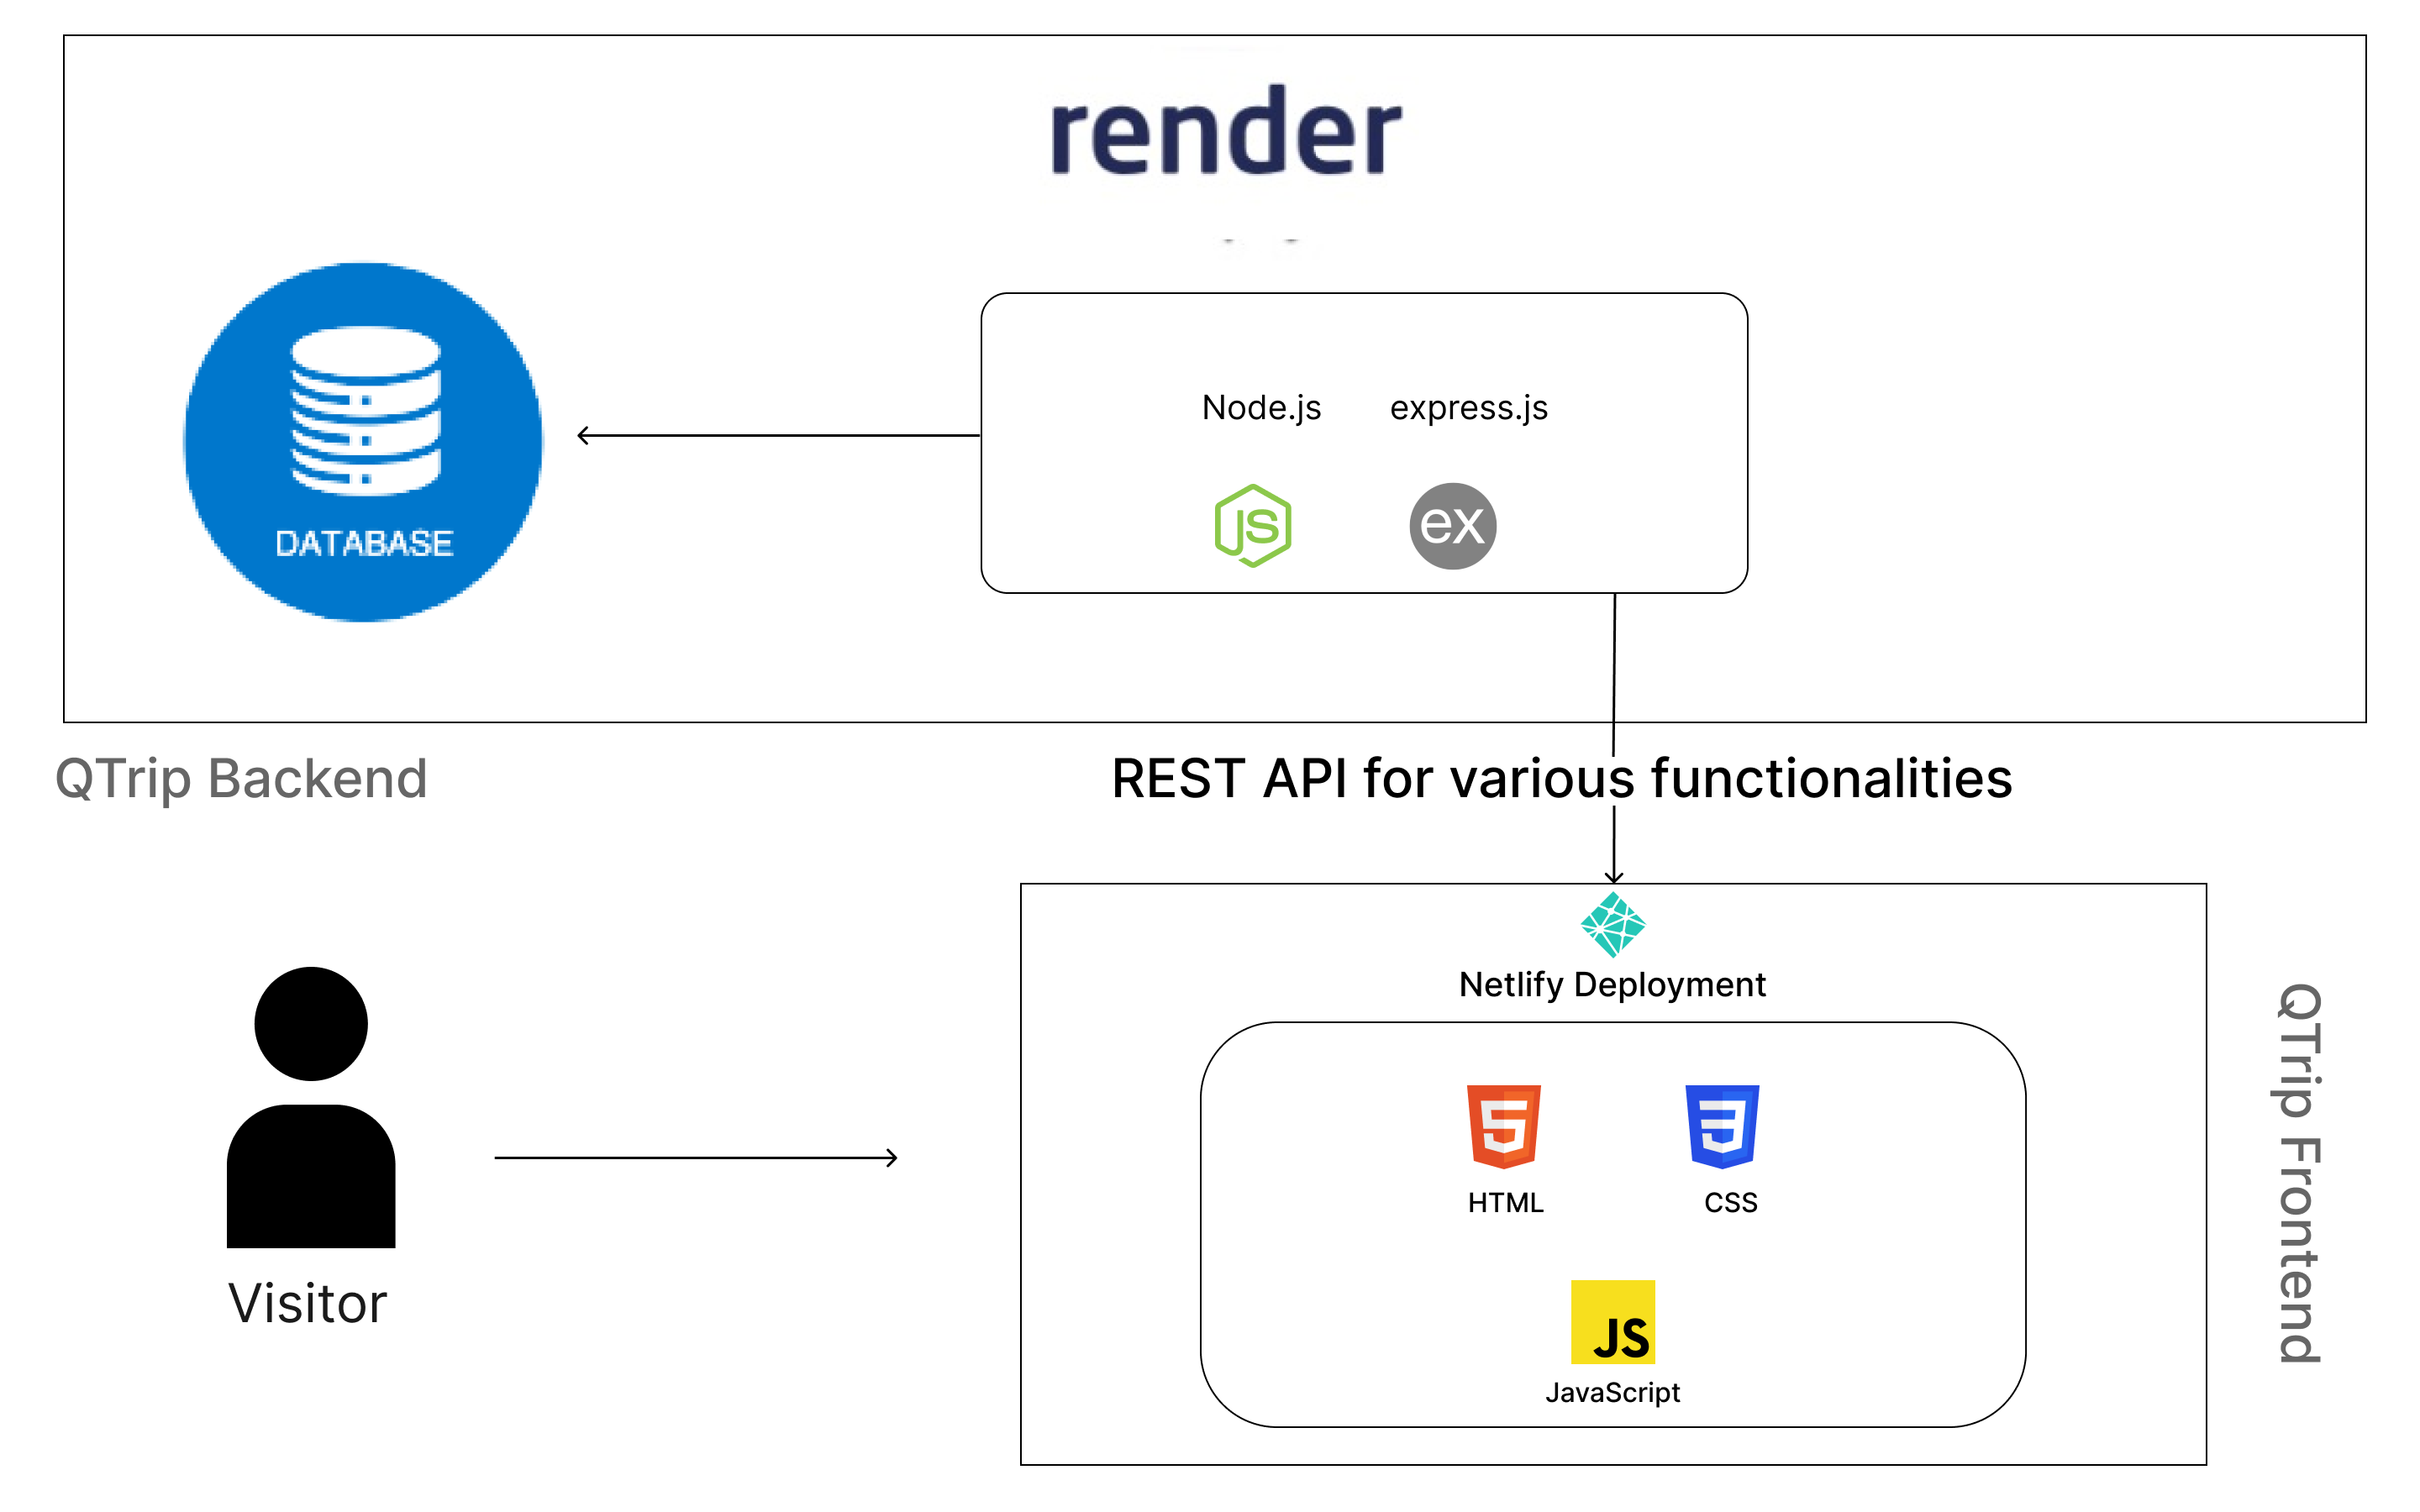 render
Node.js express.js
JS ex
DATABASE
QTrip Backend
REST API for various functionalities
Netlify Deployment
HTML CSS
JS
JavaScript
Visitor
QTrip Frontend